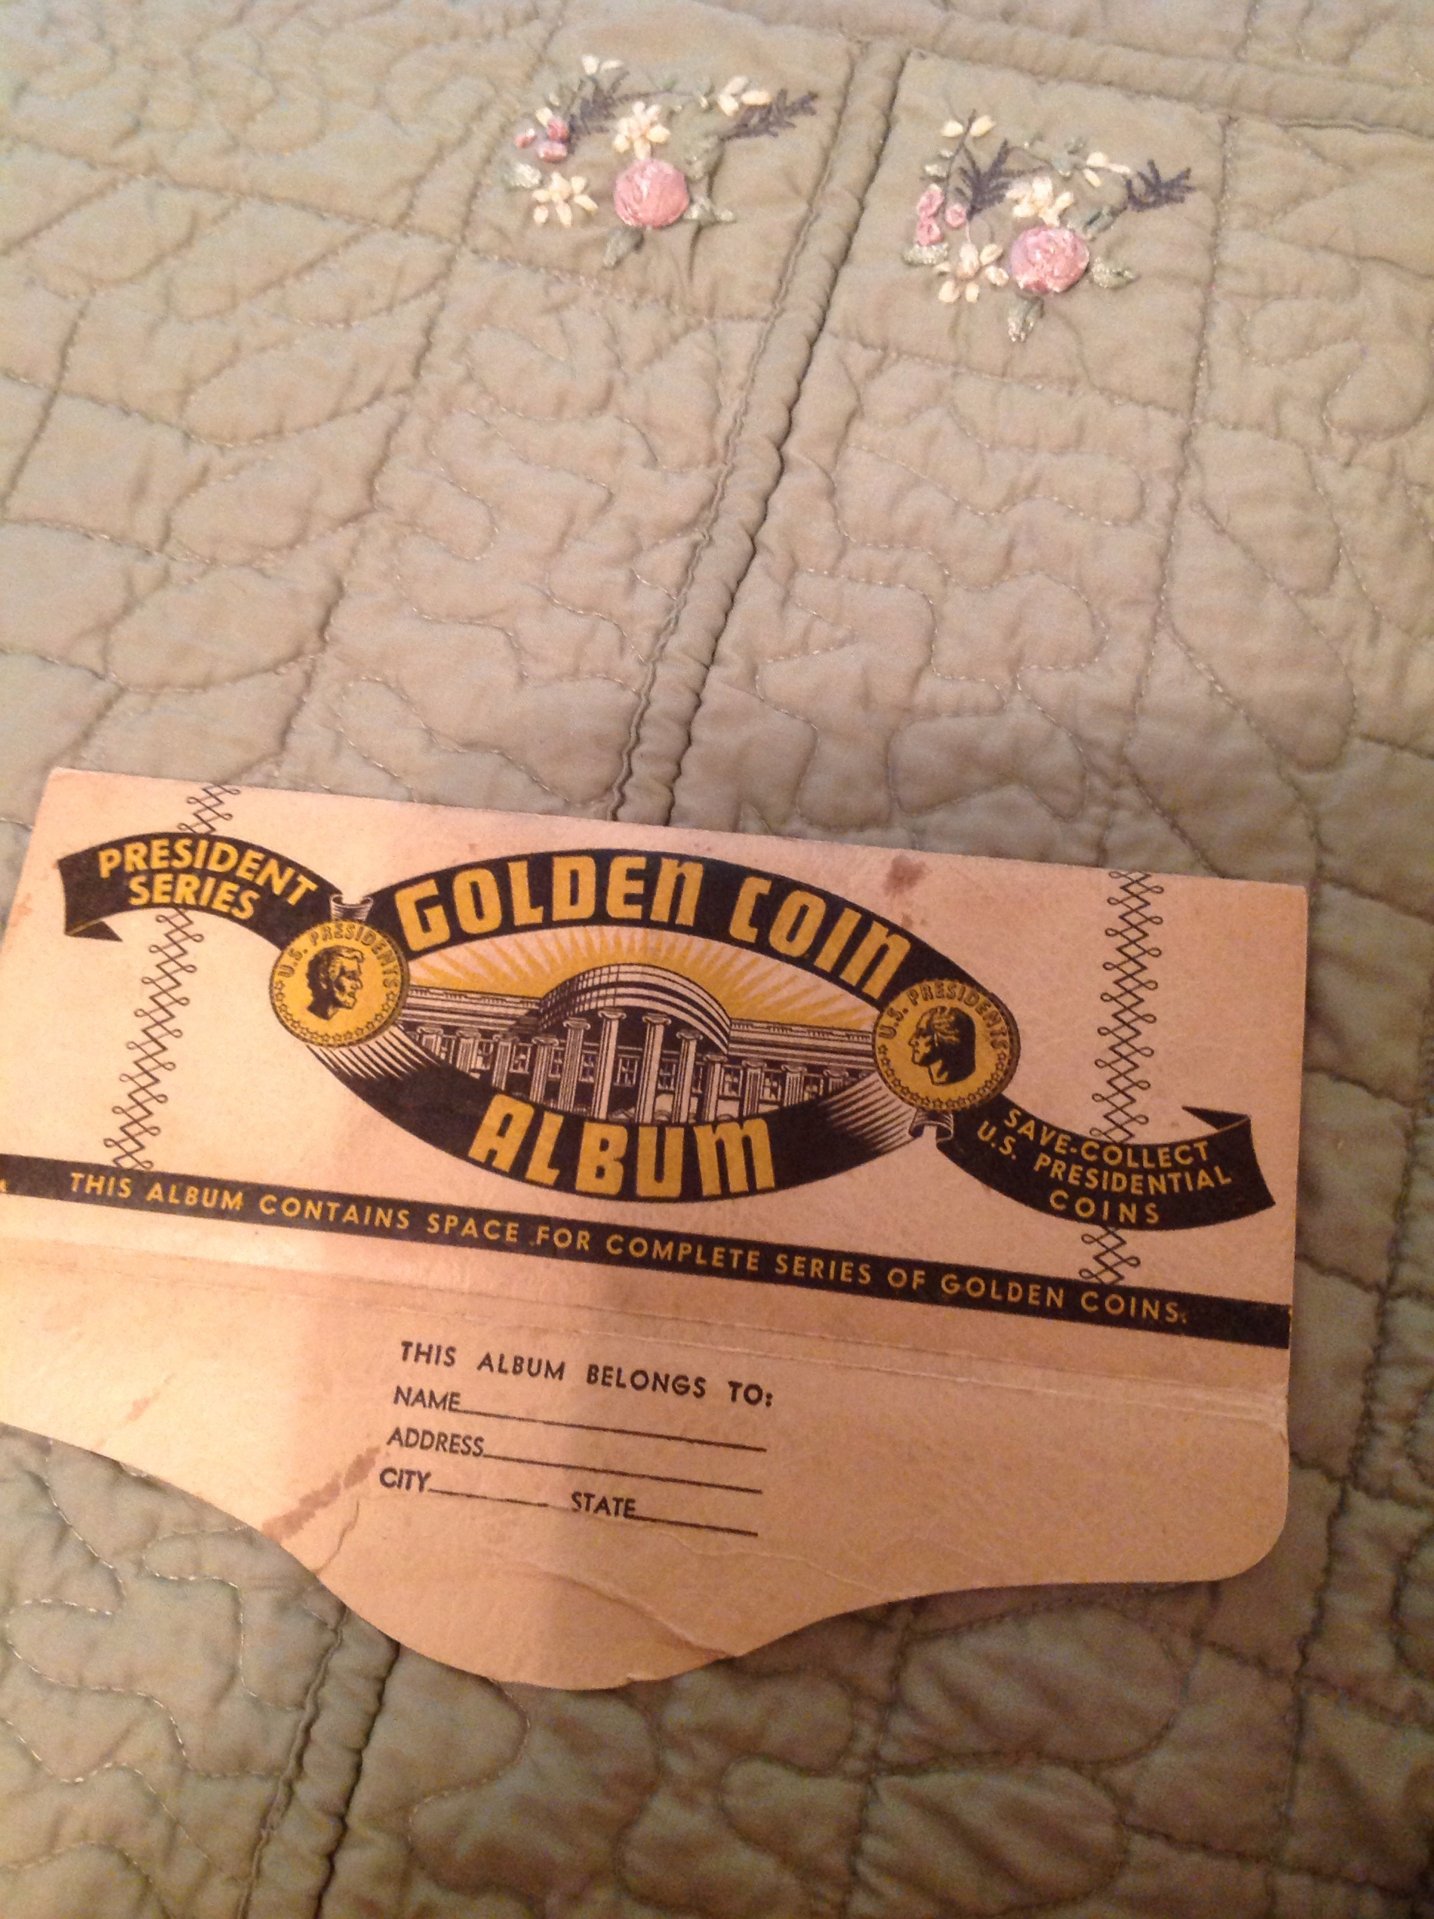 PRESIDENT
SERIES
GOLDEN COIN
ALBUM
U.S. PRESIDENTS
U.S. PRESIDENTS
SAVE-COLLECT
U.S. PRESIDENTIAL
COINS
THIS ALBUM CONTAINS SPACE FOR COMPLETE SERIES OF GOLDEN COINS.
THIS ALBUM BELONGS TO:
NAME
ADDRESS
CITY STATE